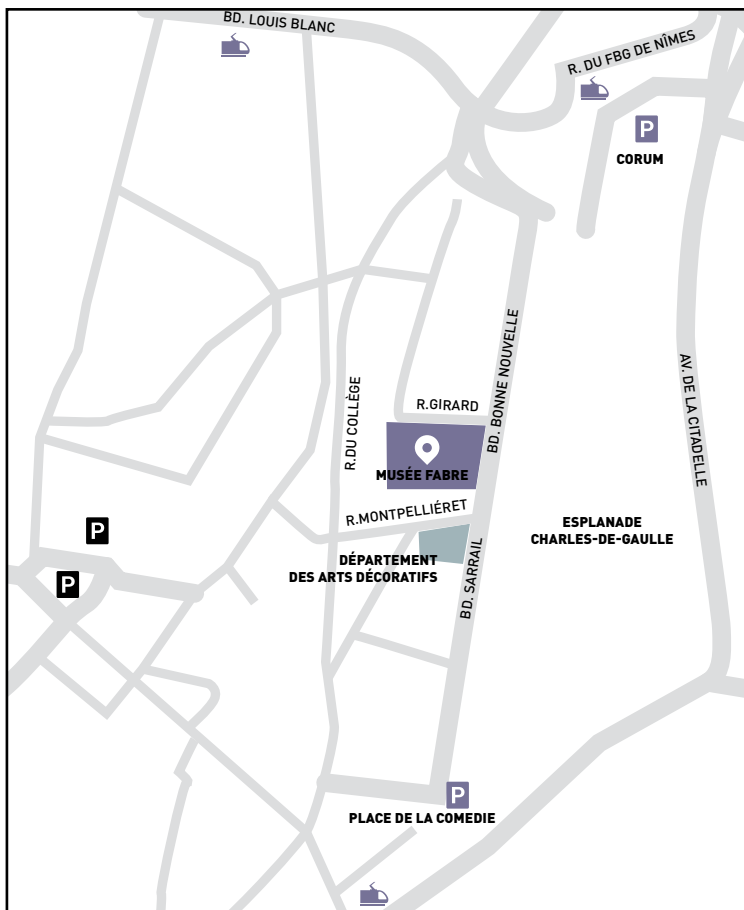 BD. LOUIS BLANC
R. DU FBG DE NÎMES
P
CORUM
BD. BONNE NOUVELLE
AV. DE LA CITADELLE
R.DU COLLÈGE
R.GIRARD
MUSÉE FABRE
R.MONTPELLIÉRET
ESPLANADE
CHARLES-DE-GAULLE
P
P
DÉPARTEMENT
DES ARTS DÉCORATIFS
BD. SARRAIL
P
PLACE DE LA COMEDIE